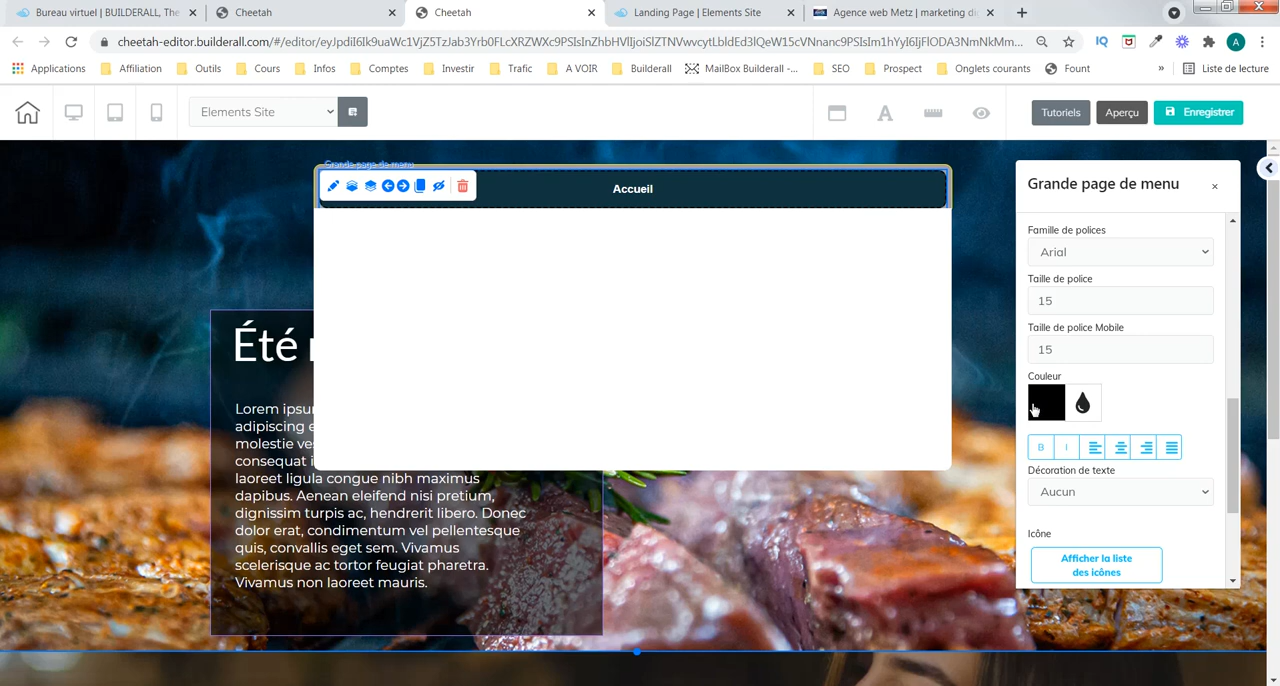 Bureau virtuel | BUILDERALL, The
Cheetah
Cheetah
Landing Page | Elements Site
Agence web Metz | marketing di
cheetah-editor.builderall.com/#/editor/
Applications
Affiliation
Outils
Cours
Infos
Comptes
Investir
Trafic
A VOIR
Builderall
MailBox Builderall -...
SEO
Prospect
Onglets courants
Fount
»
Liste de lecture
Elements Site
Tutoriels
Aperçu
Enregistrer
Grande page de menu
Accueil
Été
Lorem ipsu
adipiscing e
molestie ves
consequat i
laoreet ligula congue nibh maximus
dapibus. Aenean eleifend nisi pretium,
dignissim turpis ac, hendrerit libero. Donec
dolor erat, condimentum vel pellentesque
quis, convallis eget sem. Vivamus
scelerisque ac tortor feugiat pharetra.
Vivamus non laoreet mauris.
Grande page de menu
×
Famille de polices
Arial
Taille de police
15
Taille de police Mobile
15
Couleur
B I
Décoration de texte
Aucun
Icône
Afficher la liste
des icônes